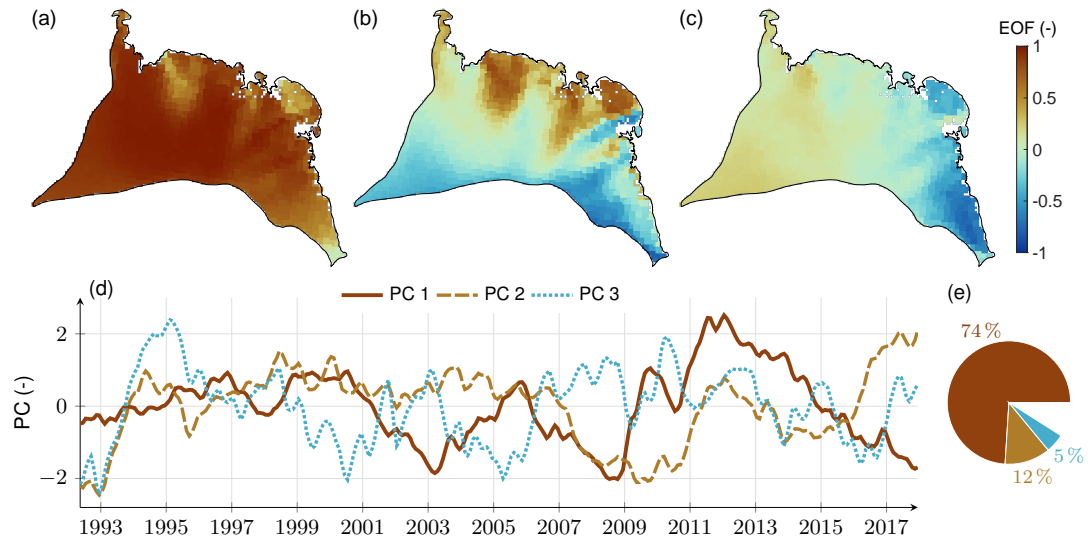 (a)
(b)
(c)
EOF (-)
1
0.5
0
-0.5
-1
(d)
PC 1
PC 2
PC 3
(e)
PC (-)
2
0
−2
1993
1995
1997
1999
2001
2003
2005
2007
2009
2011
2013
2015
2017
74 %
5 %
12 %